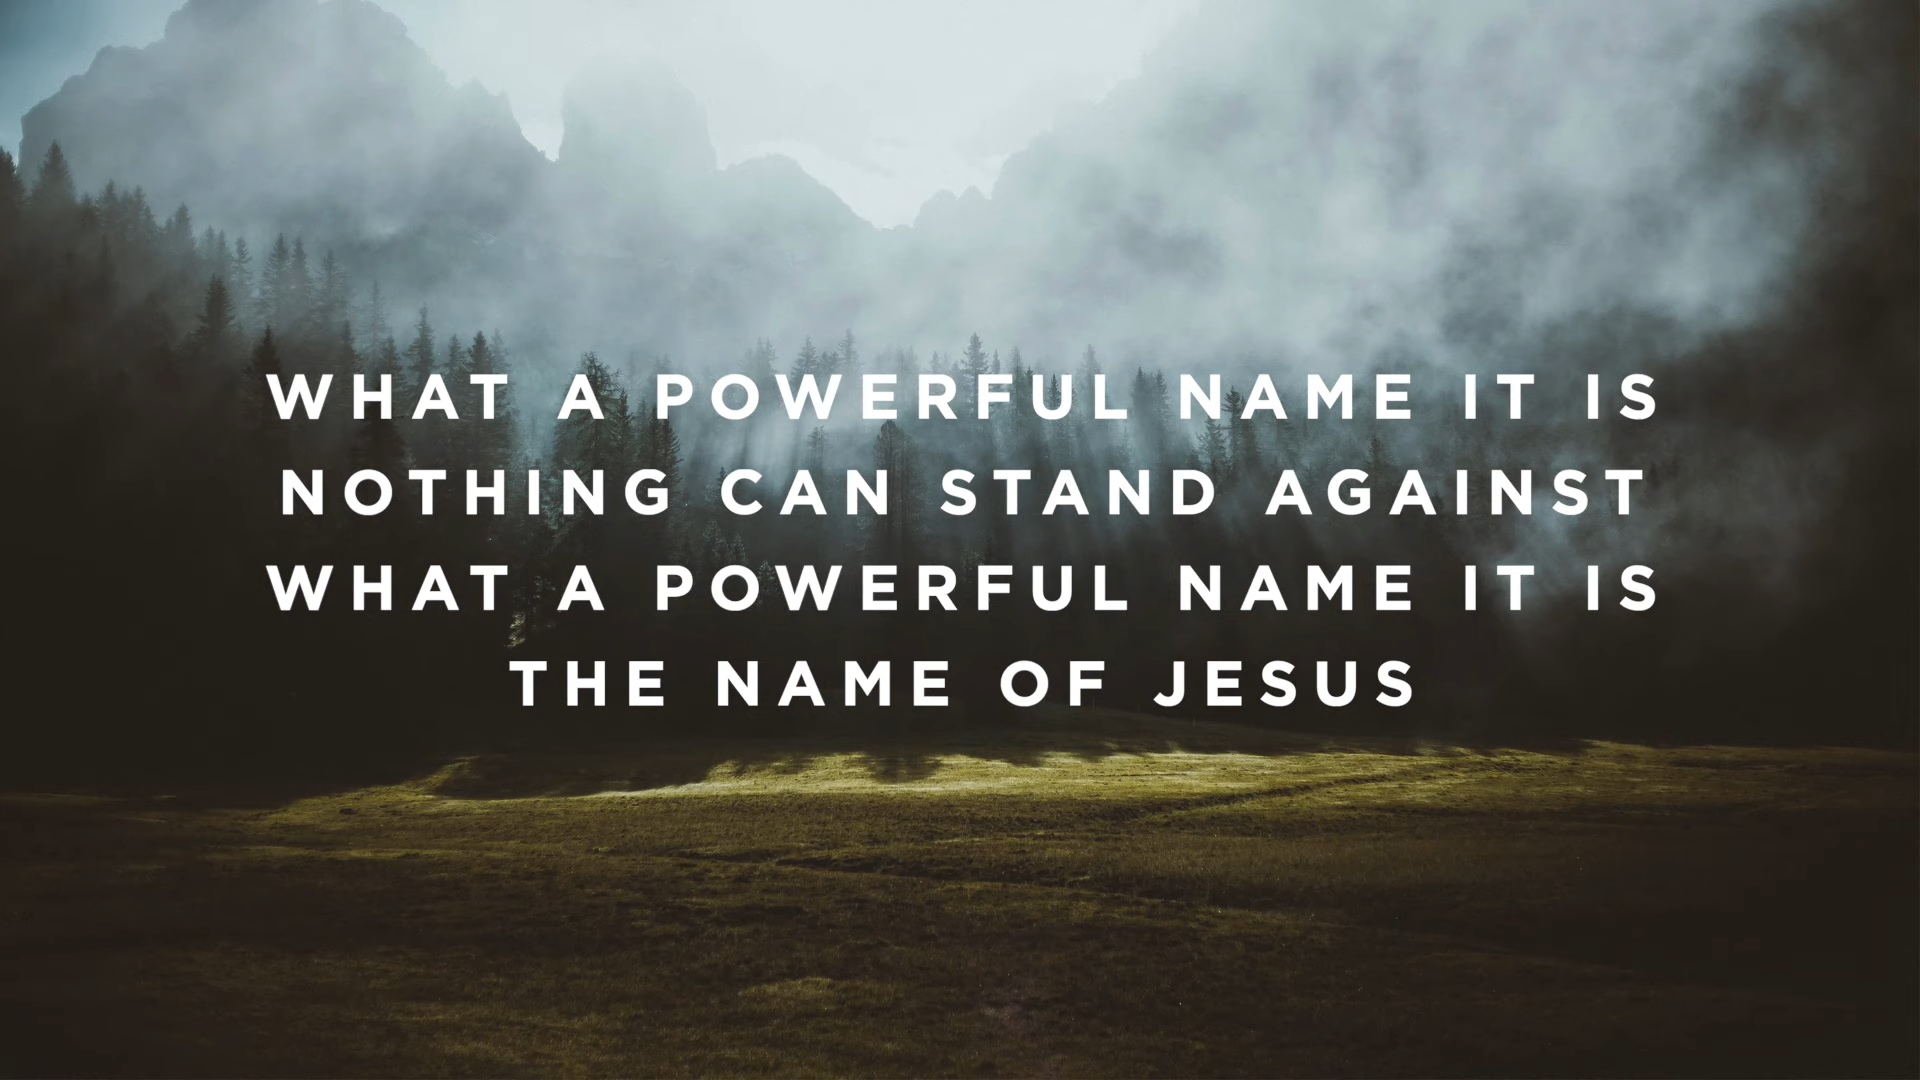 WHAT A POWERFUL NAME IT IS
NOTHING CAN STAND AGAINST
WHAT A POWERFUL NAME IT IS
THE NAME OF JESUS